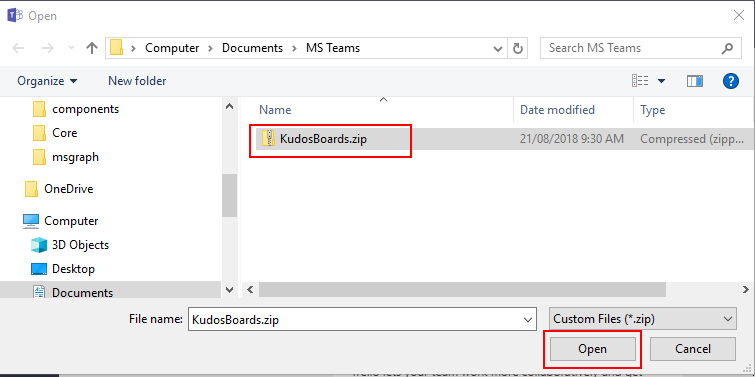 Open
Computer Documents MS Teams
Search MS Teams
Organize
New folder
components
Core
msgraph
OneDrive
Computer
3D Objects
Desktop
Documents
Name Date modified Type
KudosBoards.zip 21/08/2018 9:30 AM Compressed (zipp...
File name: KudosBoards.zip
Custom Files (*.zip)
Open Cancel